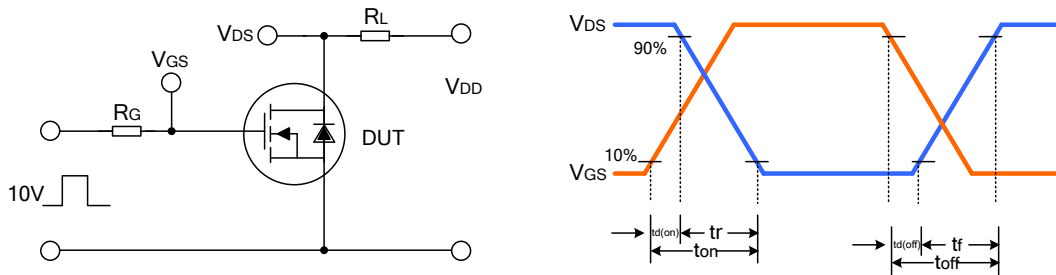 RL
VDS
VGS
VDD
RG
DUT
10V
VDS
90%
10%
VGS
td(on)
tr
ton
td(off)
tf
toff